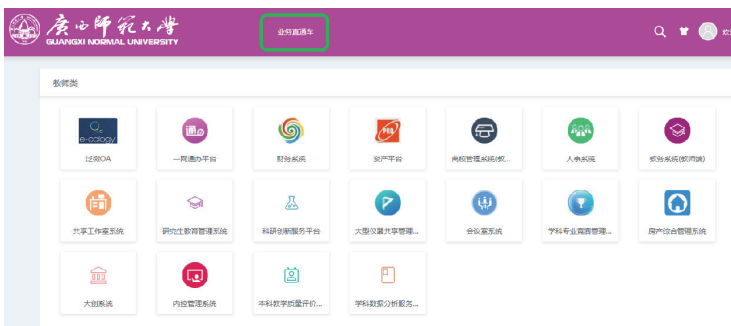 广西师范大学
GUANGXI NORMAL UNIVERSITY
业务直通车
教师类
e-cology
泛微OA
一网通办平台
财务系统
资产平台
离校管理系统(教...
人事系统
教务系统(教师端)
共享工作室系统
研究生教育管理系统
科研创新服务平台
大型仪器共享管理...
会议室系统
学科专业竞赛管理...
房产综合管理系统
大创系统
内控管理系统
本科教学质量评价...
学科数据分析服务...